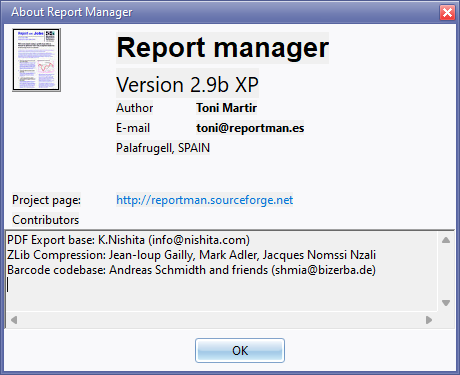 About Report Manager
Report manager
Version 2.9b XP
Author Toni Martir
E-mail toni@reportman.es
Palafrugell, SPAIN
Project page: http://reportman.sourceforge.net
Contributors
PDF Export base: K.Nishita (info@nishita.com)
ZLib Compression: Jean-loup Gailly, Mark Adler, Jacques Nomssi Nzali
Barcode codebase: Andreas Schmidth and friends (shmia@bizerba.de)
OK